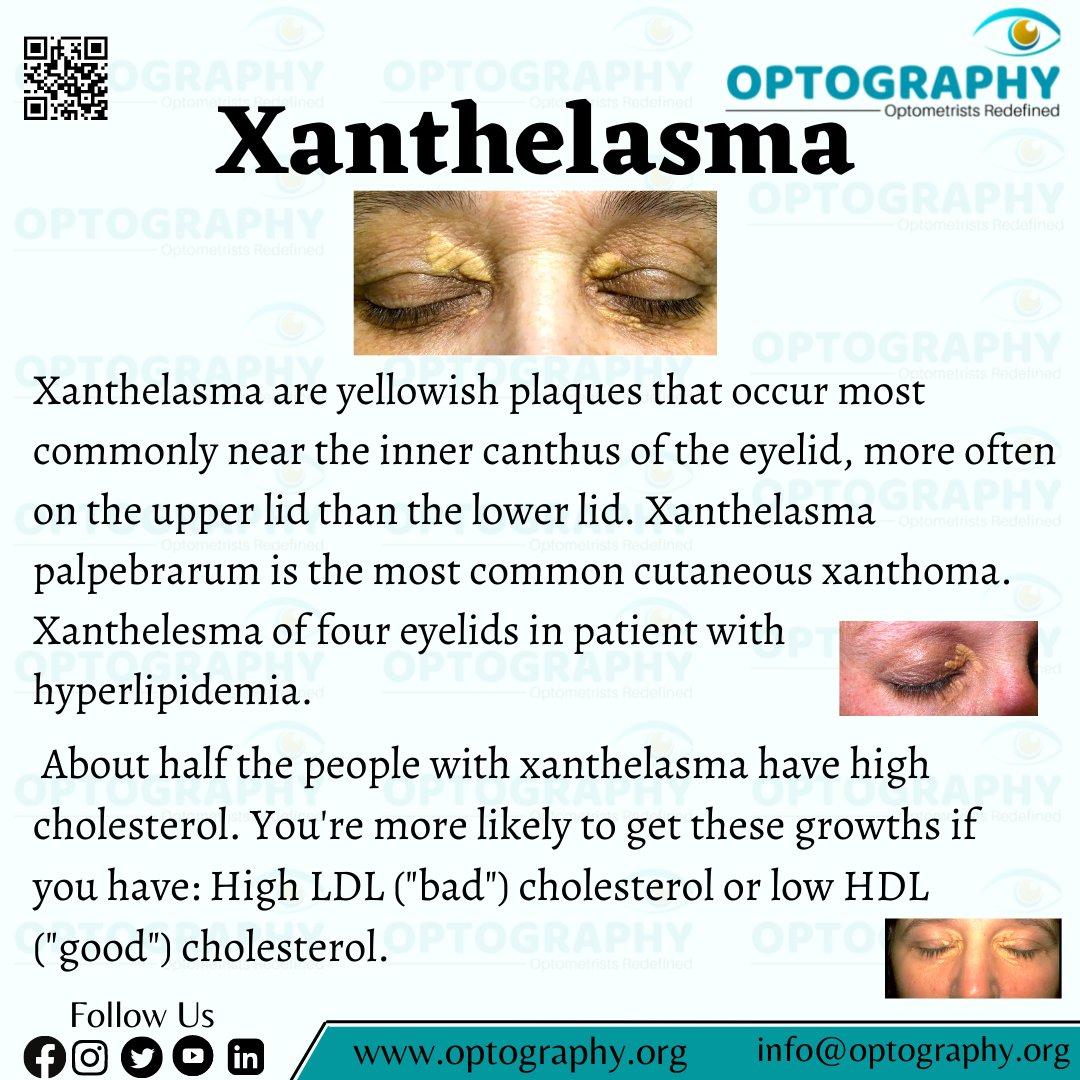 OPTOGRAPHY
Optometrists Redefined
Xanthelasma
Xanthelasma are yellowish plaques that occur most
commonly near the inner canthus of the eyelid, more often
on the upper lid than the lower lid. Xanthelasma
palpebrarum is the most common cutaneous xanthoma.
Xanthelesma of four eyelids in patient with
hyperlipidemia.
About half the people with xanthelasma have high
cholesterol. You're more likely to get these growths if
you have: High LDL ("bad") cholesterol or low HDL
("good") cholesterol.
Follow Us
www.optography.org
info@optography.org